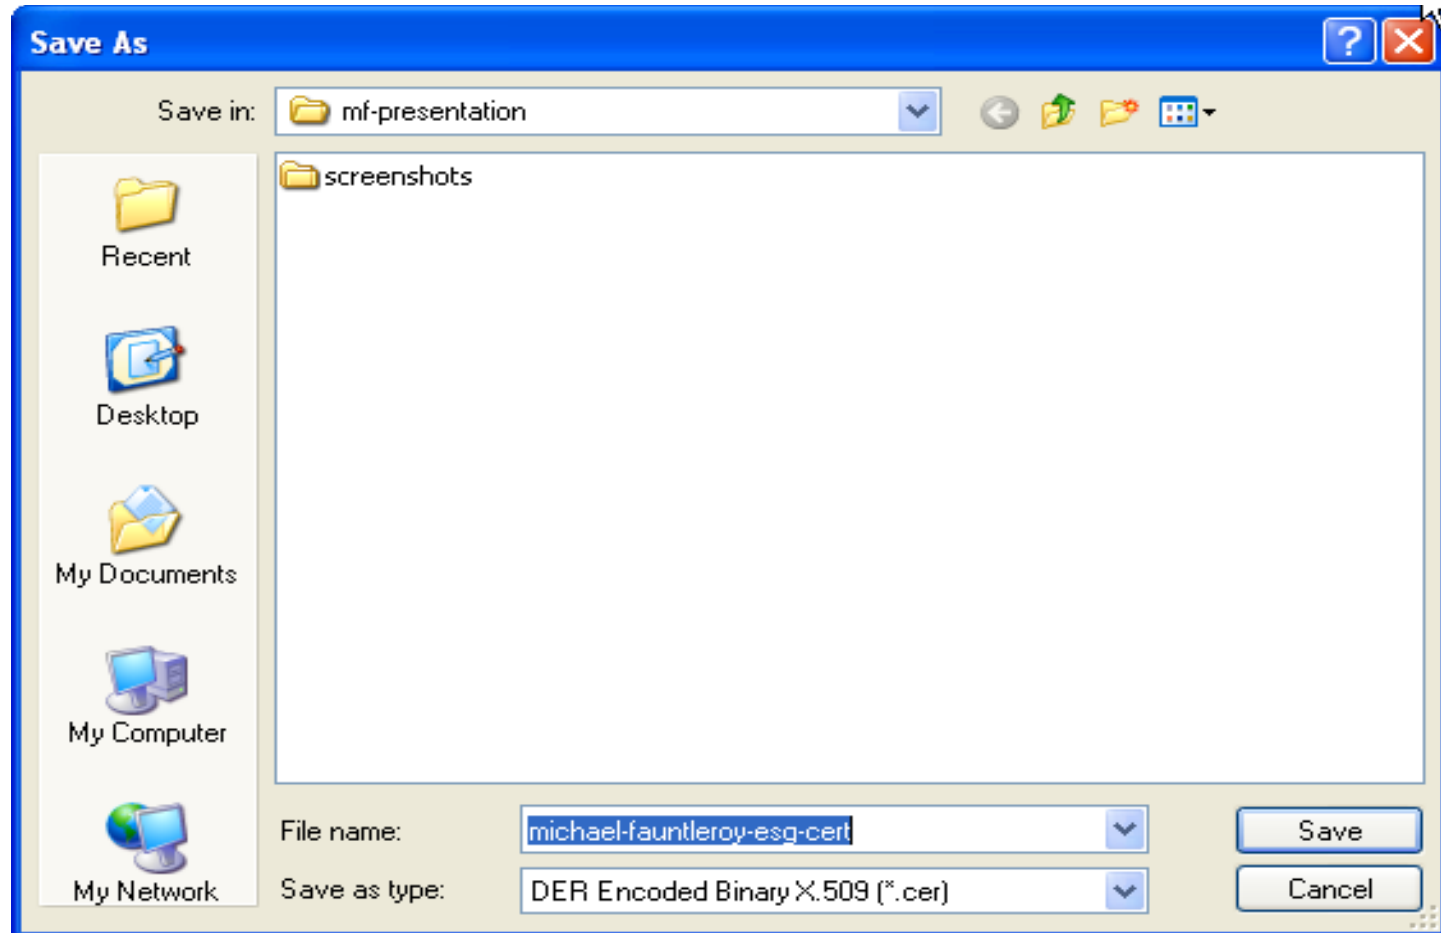 Save As
Save in: mf-presentation
screenshots
Recent
Desktop
My Documents
My Computer
My Network
File name: michael-fauntleroy-esg-cert Save
Save as type: DER Encoded Binary X.509 (*.cer) Cancel